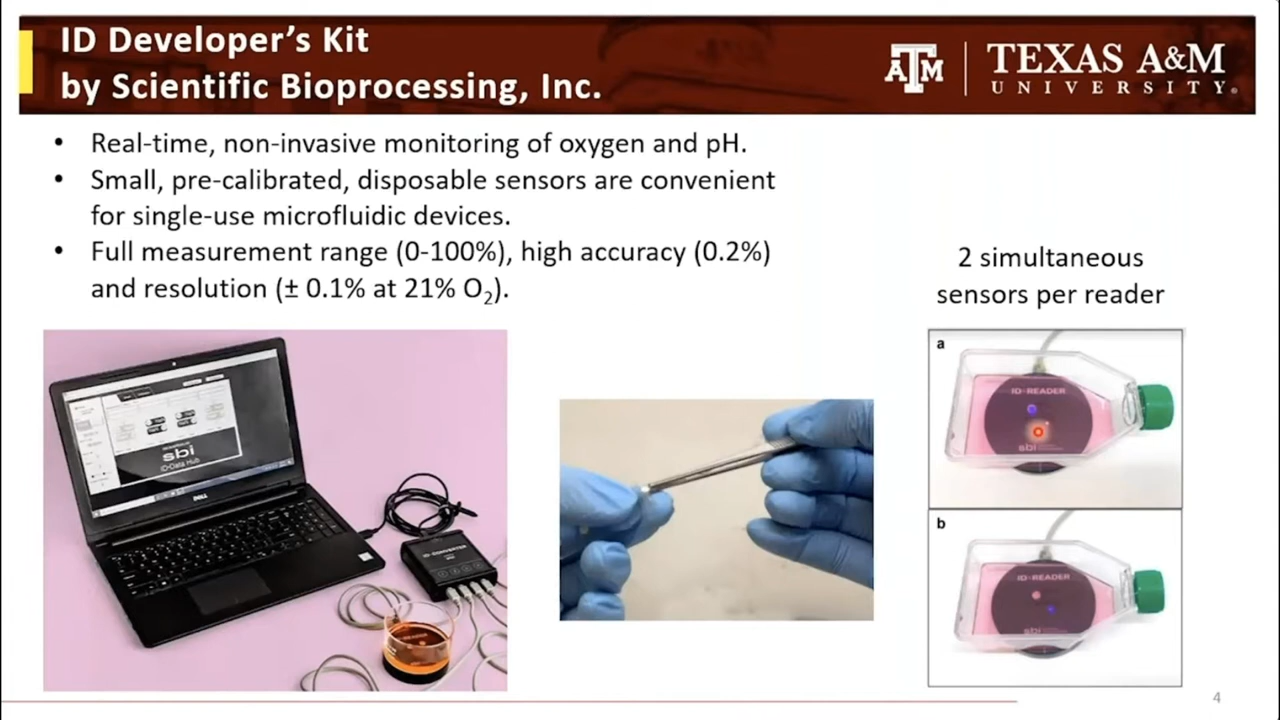 ID Developer's Kit
by Scientific Bioprocessing, Inc.
ĀM | TEXAS A&M
UNIVERSITY®
• Real-time, non-invasive monitoring of oxygen and pH.
• Small, pre-calibrated, disposable sensors are convenient
for single-use microfluidic devices.
• Full measurement range (0-100%), high accuracy (0.2%)
and resolution (± 0.1% at 21% O₂).
2 simultaneous
sensors per reader
sbi
ID-Data Hub
DELL
ID-CONVERTER
ID-READER
a
ID-READER
sbi
b
ID-READER
sbi
4